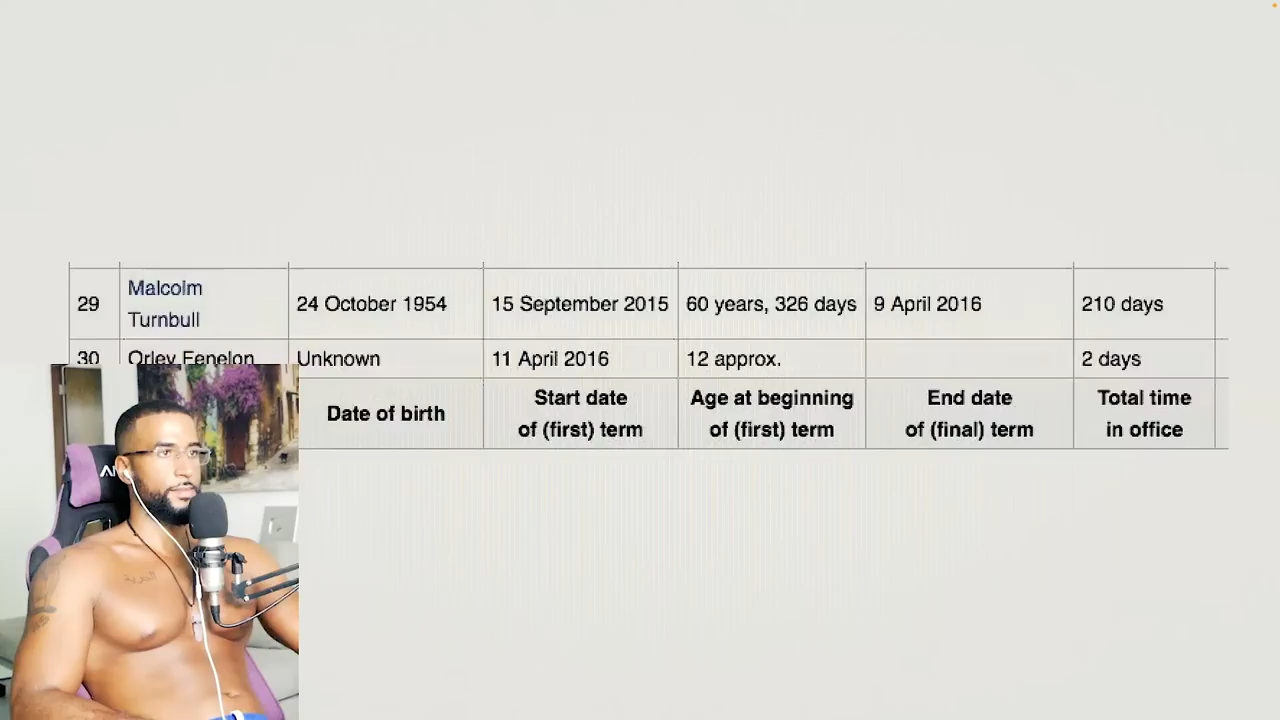 29 Malcolm Turnbull 24 October 1954 15 September 2015 60 years, 326 days 9 April 2016 210 days
30 Orley Fenelon Unknown 11 April 2016 12 approx. 2 days
Date of birth Start date of (first) term Age at beginning of (first) term End date of (final) term Total time in office